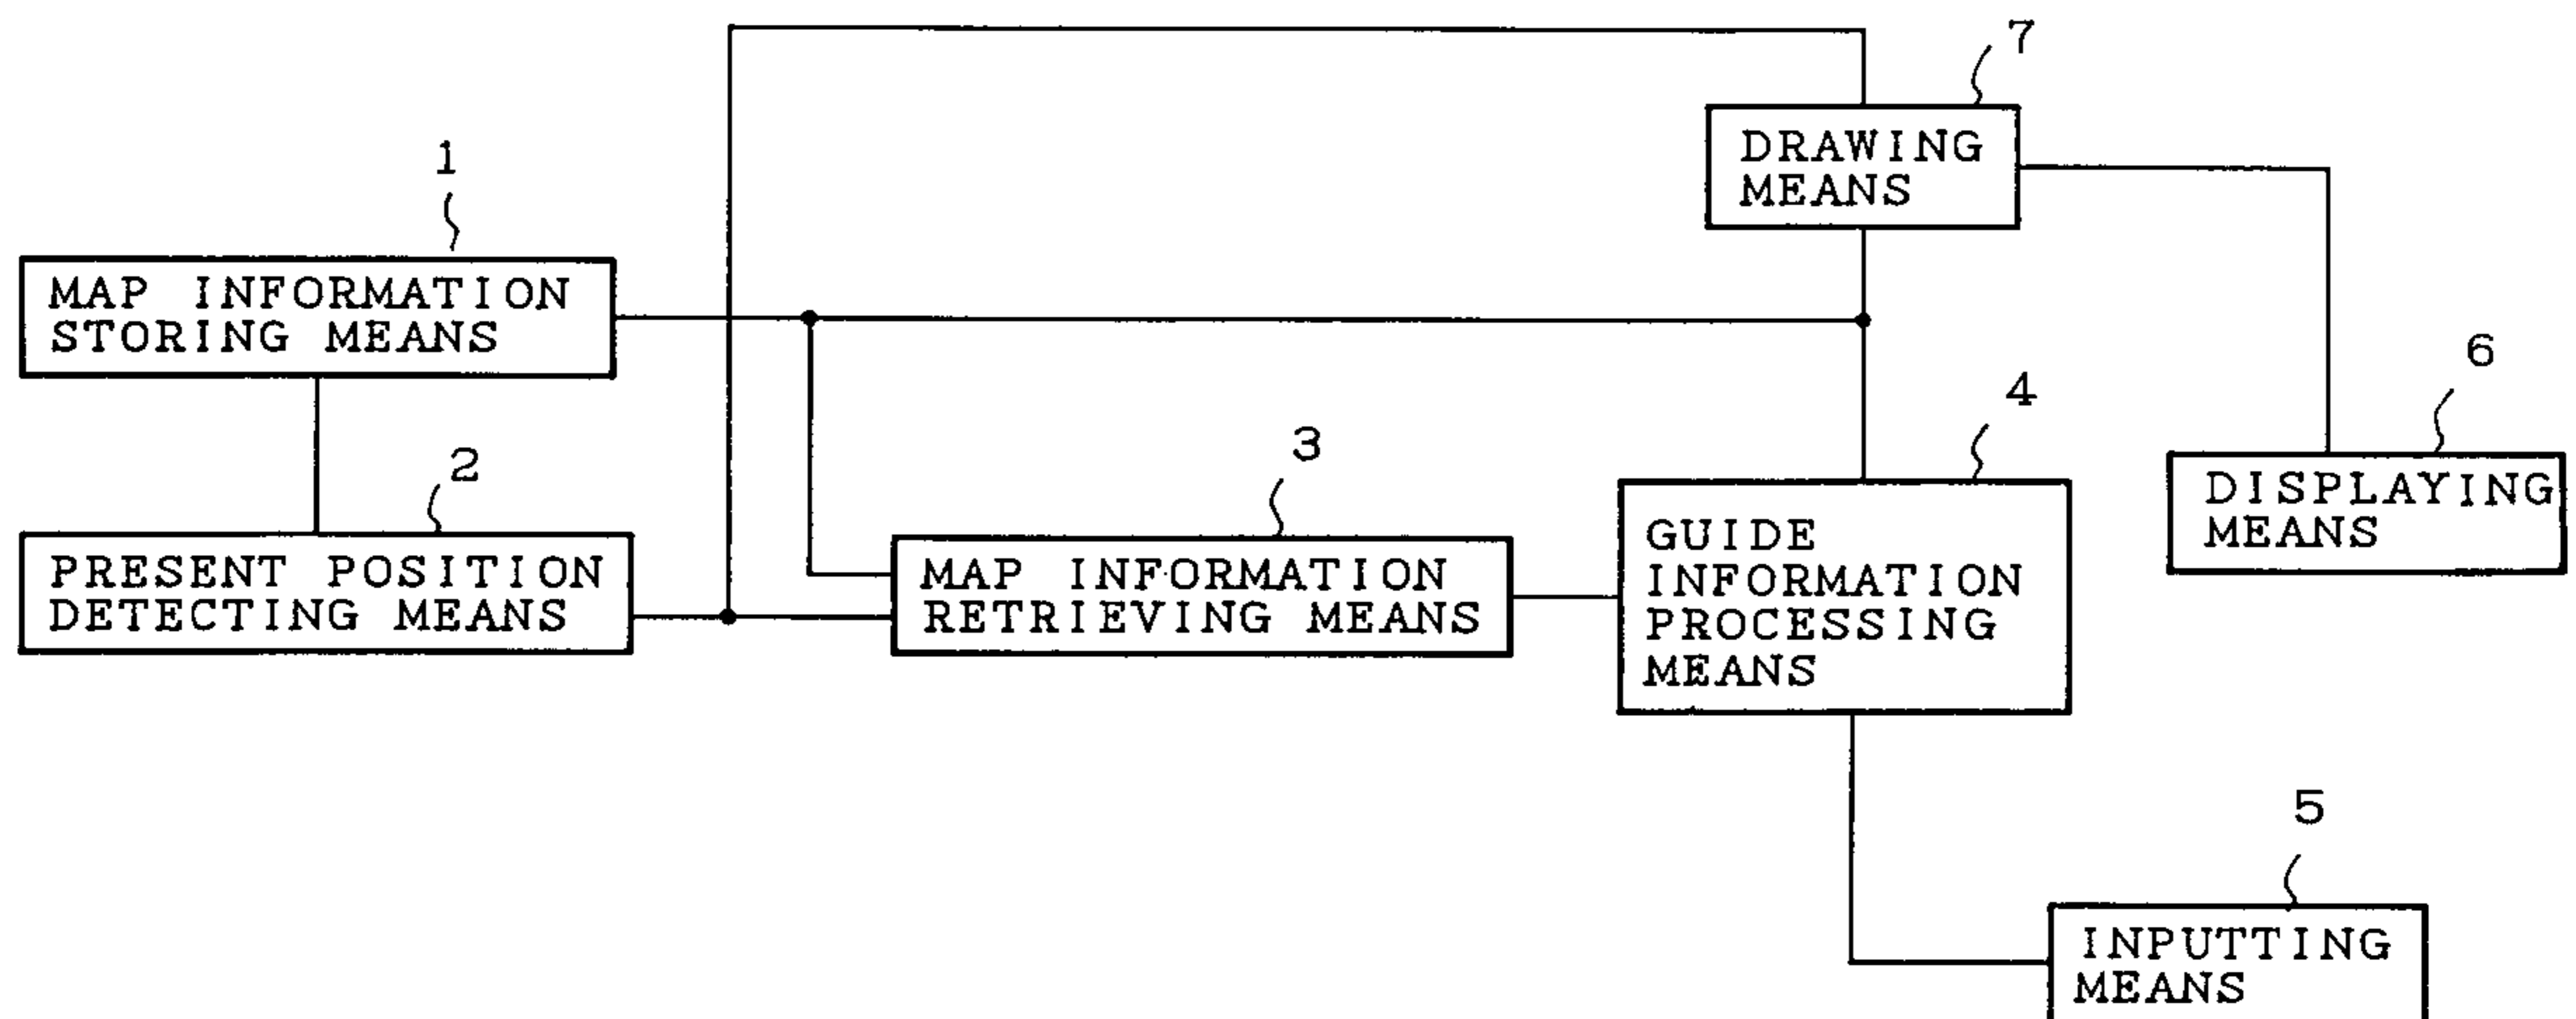 7
DRAWING
MEANS
1
MAP INFORMATION
STORING MEANS
6
DISPLAYING
MEANS
4
GUIDE
INFORMATION
PROCESSING
MEANS
3
MAP INFORMATION
RETRIEVING MEANS
2
PRESENT POSITION
DETECTING MEANS
5
INPUTTING
MEANS